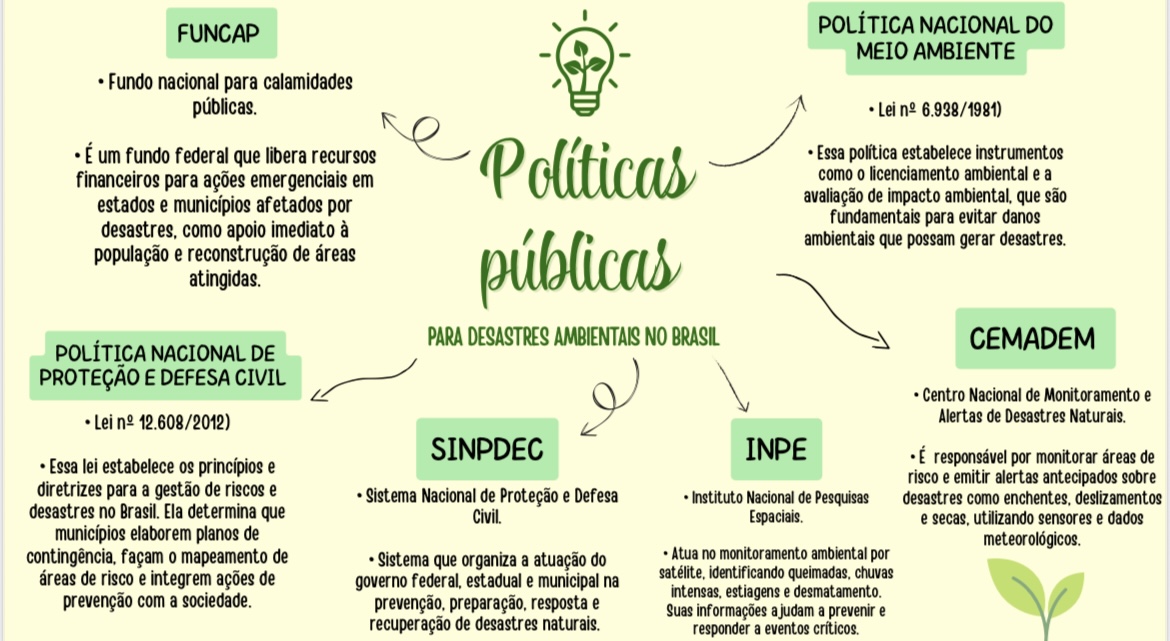 FUNCAP
• Fundo nacional para calamidades
públicas.
• É um fundo federal que libera recursos
financeiros para ações emergenciais em
estados e municípios afetados por
desastres, como apoio imediato à
população e reconstrução de áreas
atingidas.
Políticas
públicas
PARA DESASTRES AMBIENTAIS NO BRASIL
POLÍTICA NACIONAL DO
MEIO AMBIENTE
• Lei nº 6.938/1981)
• Essa política estabelece instrumentos
como o licenciamento ambiental e a
avaliação de impacto ambiental, que são
fundamentais para evitar danos
ambientais que possam gerar desastres.
POLÍTICA NACIONAL DE
PROTEÇÃO E DEFESA CIVIL
• Lei nº 12.608/2012)
• Essa lei estabelece os princípios e
diretrizes para a gestão de riscos e
desastres no Brasil. Ela determina que
municípios elaborem planos de
contingência, façam o mapeamento de
áreas de risco e integrem ações de
prevenção com a sociedade.
SINPDEC
• Sistema Nacional de Proteção e Defesa
Civil.
• Sistema que organiza a atuação do
governo federal, estadual e municipal na
prevenção, preparação, resposta e
recuperação de desastres naturais.
INPE
• Instituto Nacional de Pesquisas
Espaciais.
• Atua no monitoramento ambiental por
satélite, identificando queimadas, chuvas
intensas, estiagens e desmatamento.
Suas informações ajudam a prevenir e
responder a eventos críticos.
CEMADEM
• Centro Nacional de Monitoramento e
Alertas de Desastres Naturais.
• É responsável por monitorar áreas de
risco e emitir alertas antecipados sobre
desastres como enchentes, deslizamentos
e secas, utilizando sensores e dados
meteorológicos.